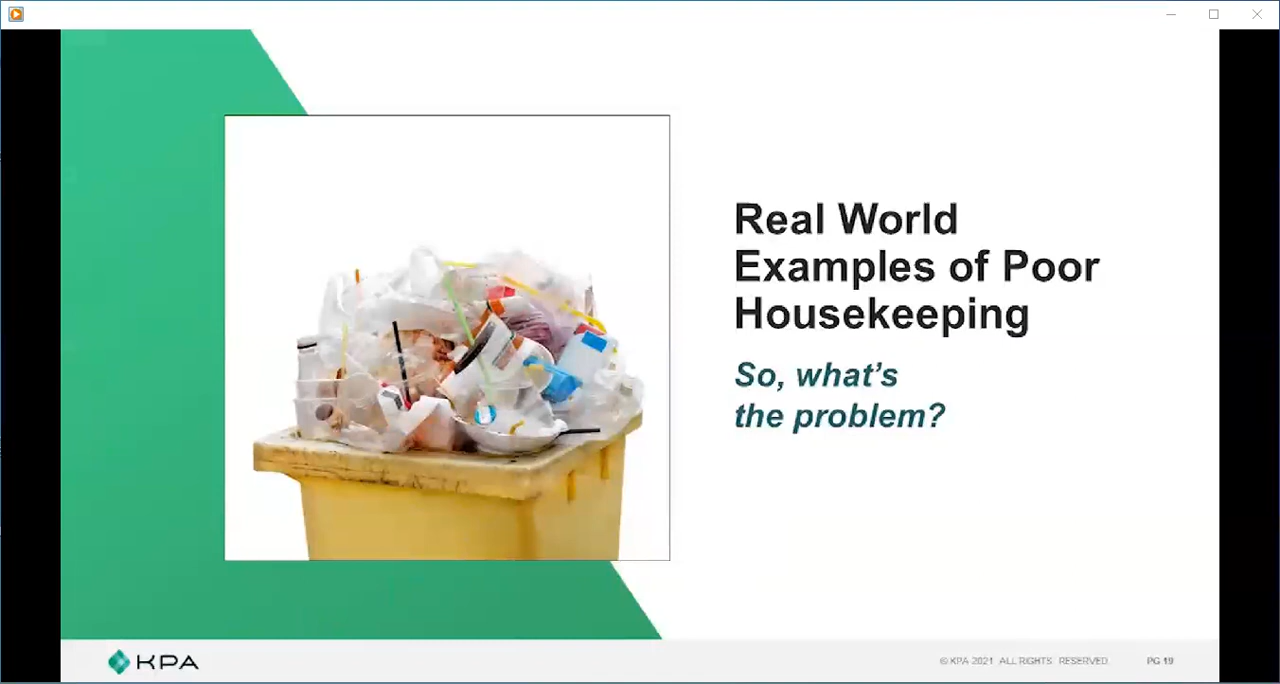 Real World
Examples of Poor
Housekeeping
So, what's
the problem?
KPA
© KPA 2021 ALL RIGHTS RESERVED
PG 19